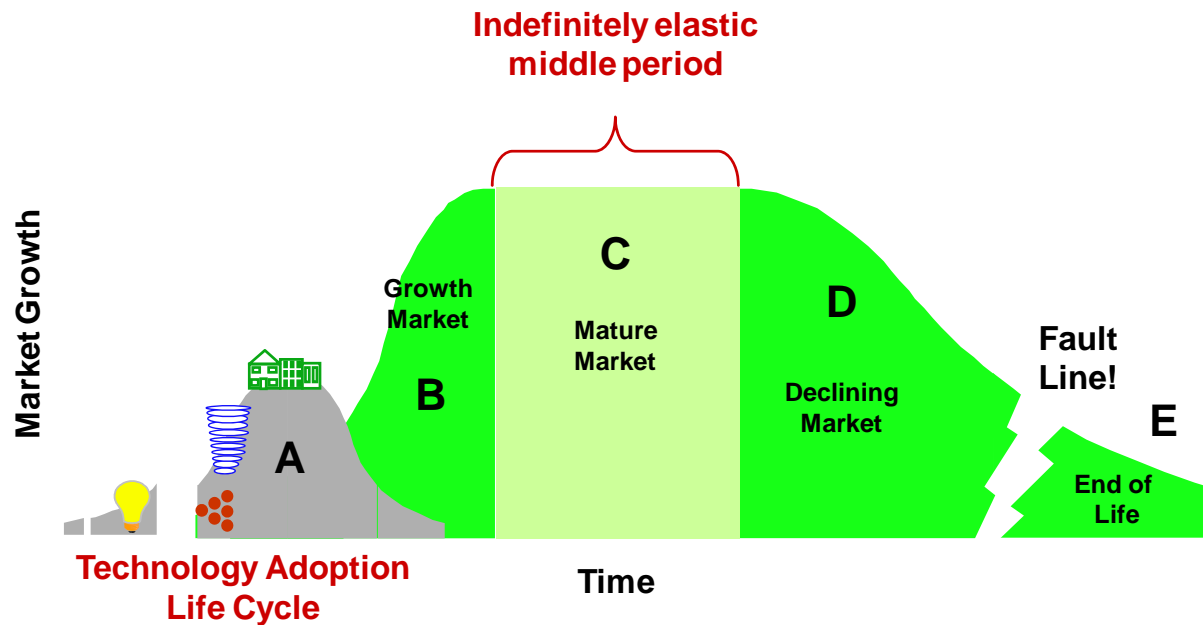 Indefinitely elastic
middle period
Market Growth
C
Growth
Market
D
Mature
Market
Fault
Line!
B
Declining
Market
E
A
End of
Life
Technology Adoption
Life Cycle
Time